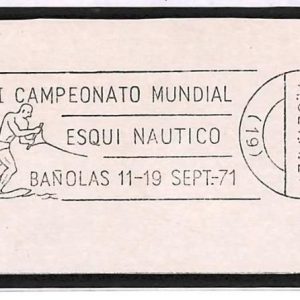 I CAMPEONATO MUNDIAL
ESQUI NAUTICO
BAÑOLAS 11-19 SEPT.-71
(19)